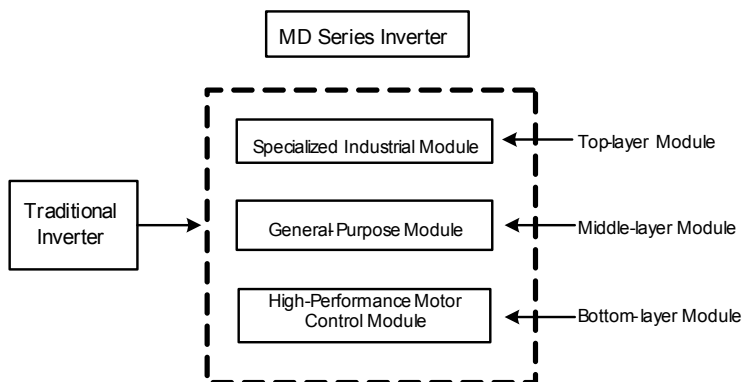 MD Series Inverter
Specialized Industrial Module
Top-layer Module
Traditional
Inverter
General-Purpose Module
Middle-layer Module
High-Performance Motor
Control Module
Bottom-layer Module